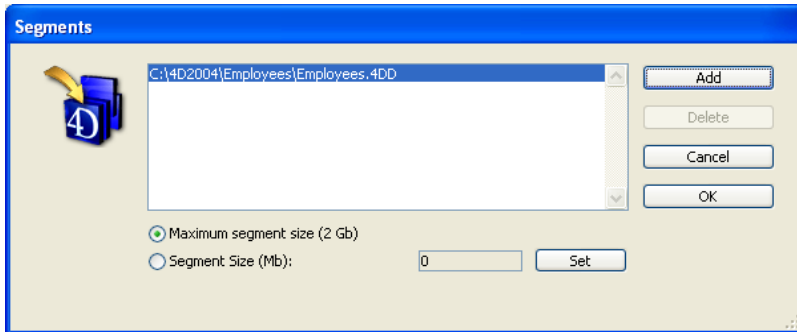 Segments
C:\4D2004\Employees\Employees.4DD
4D
Add
Delete
Cancel
OK
Maximum segment size (2 Gb)
Segment Size (Mb):
0
Set